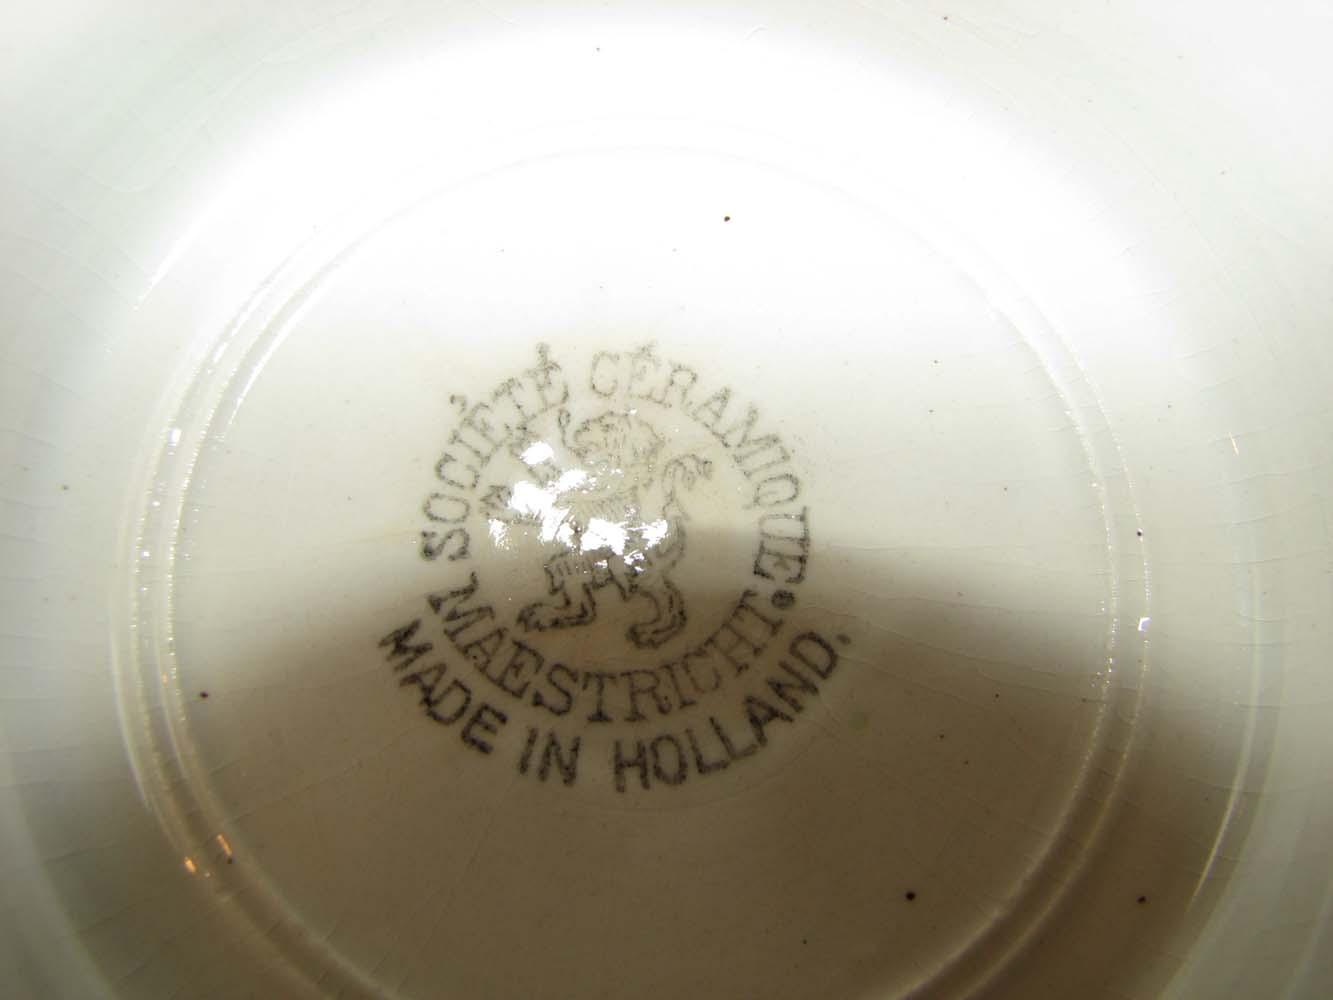 SOCIÉTÉ CÉRAMIQUE.
MAESTRICHT.
MADE IN HOLLAND.